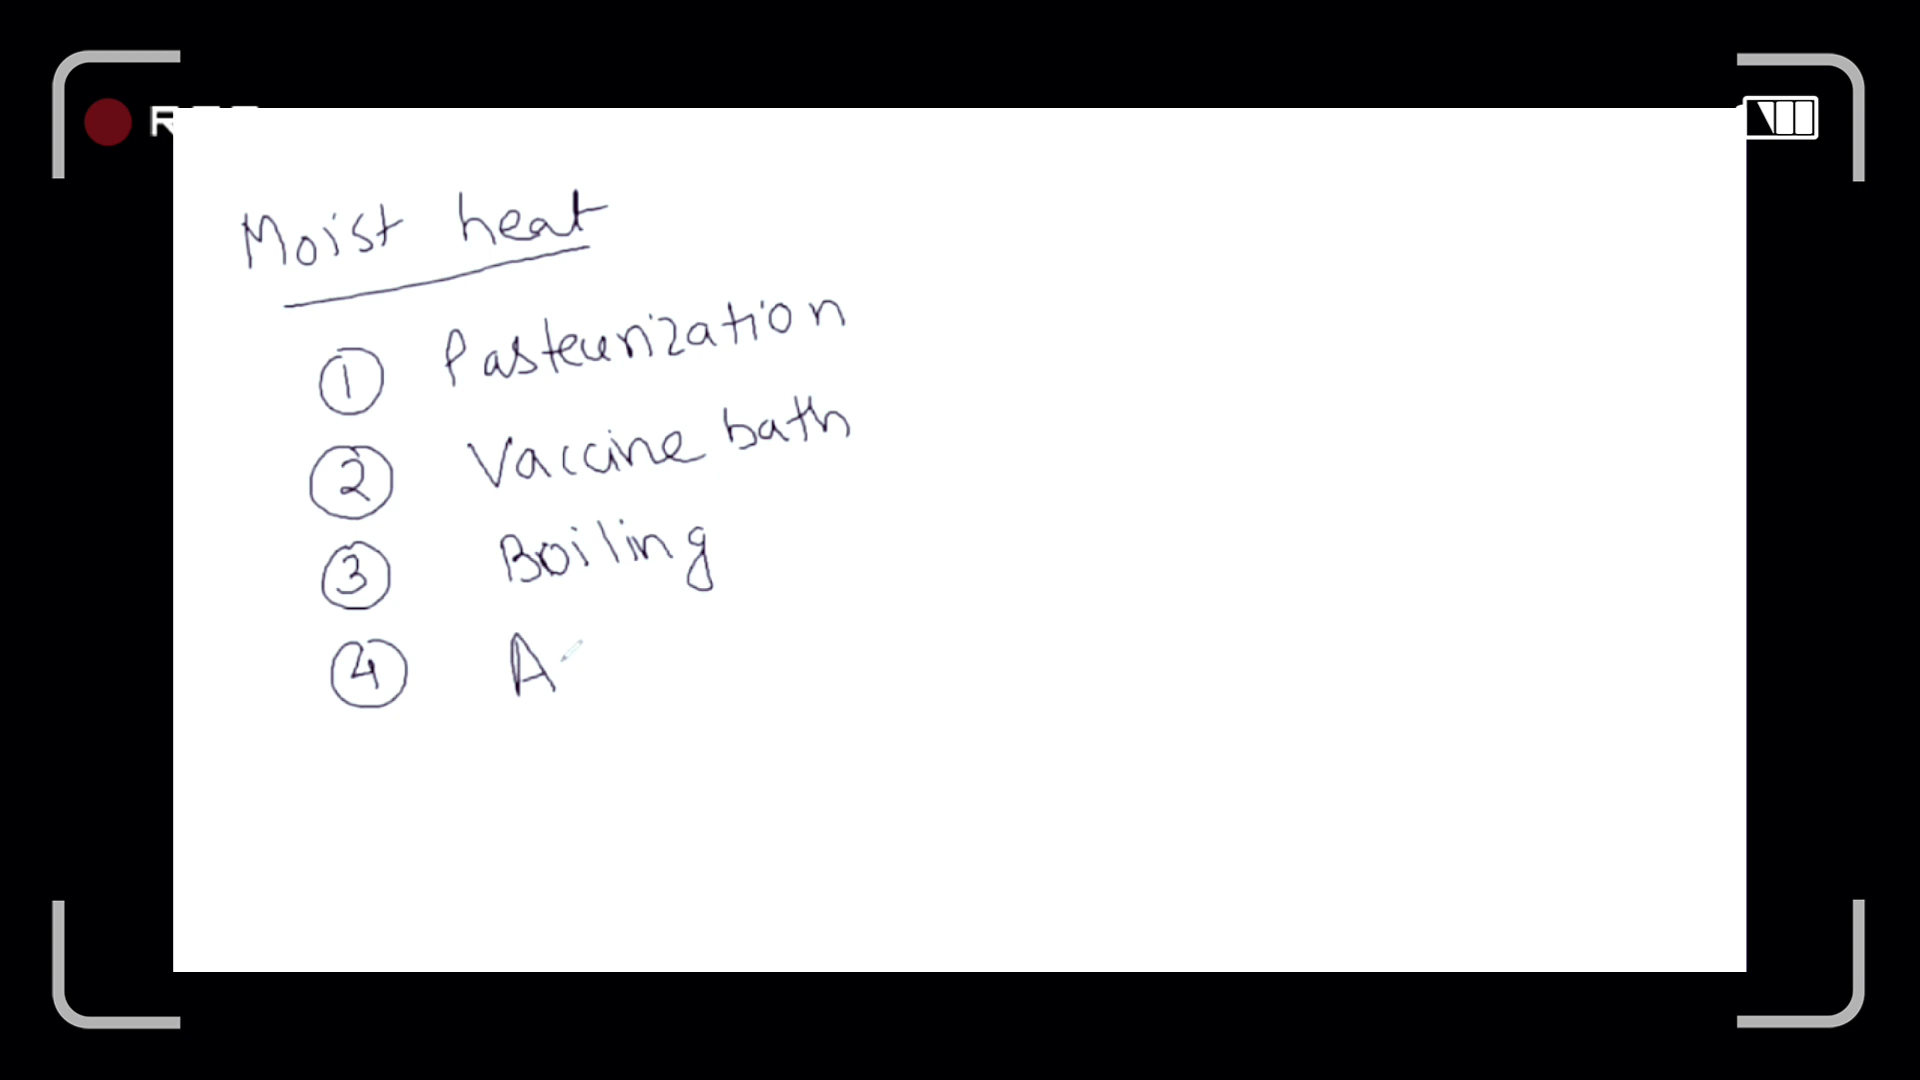 Moist heat
1 Pasteurization
2 Vaccine bath
3 Boiling
4 A